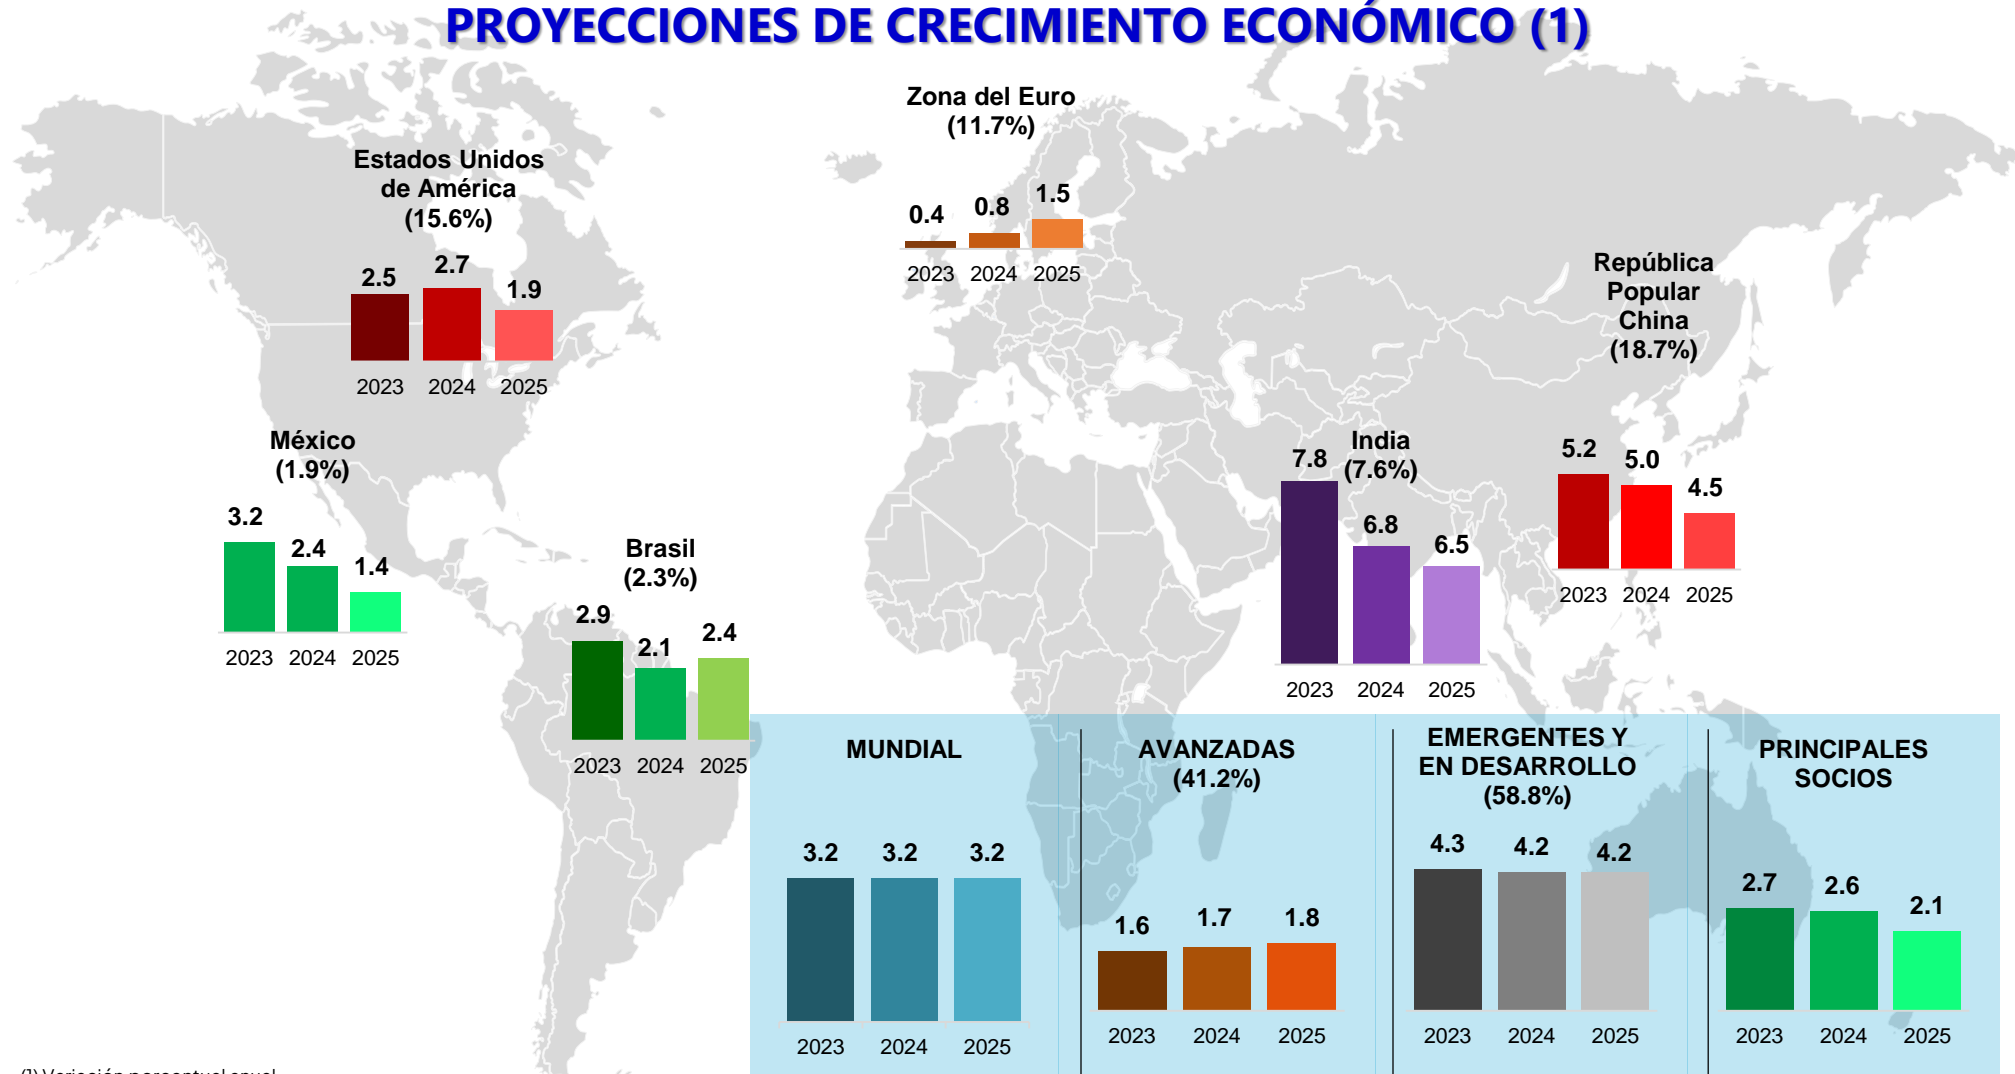 PROYECCIONES DE CRECIMIENTO ECONÓMICO (1)
Zona del Euro
(11.7%)
0.4 0.8 1.5
2023 2024 2025
Estados Unidos
de América
(15.6%)
2.5 2.7 1.9
2023 2024 2025
República
Popular
China
(18.7%)
5.2 5.0 4.5
2023 2024 2025
México
(1.9%)
3.2 2.4 1.4
2023 2024 2025
India
(7.6%)
7.8 6.8 6.5
2023 2024 2025
Brasil
(2.3%)
2.9 2.1 2.4
2023 2024 2025
MUNDIAL
3.2 3.2 3.2
2023 2024 2025
AVANZADAS
(41.2%)
1.6 1.7 1.8
2023 2024 2025
EMERGENTES Y
EN DESARROLLO
(58.8%)
4.3 4.2 4.2
2023 2024 2025
PRINCIPALES
SOCIOS
2.7 2.6 2.1
2023 2024 2025
(1) Variación porcentual anual